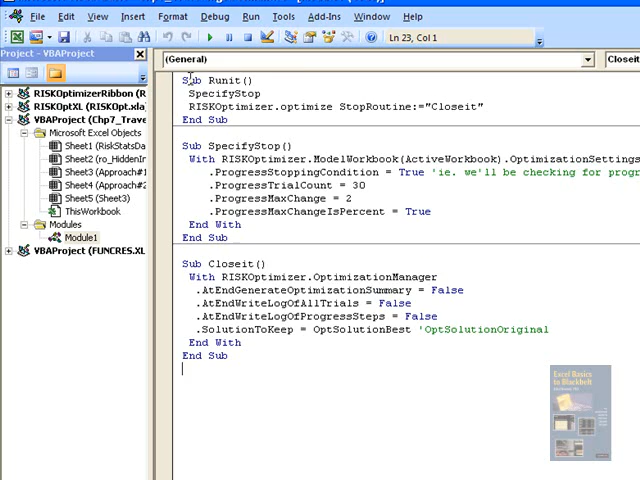 File Edit View Insert Format Debug Run Tools Add-Ins Window Help
Ln 23, Col 1
Project - VBAProject
RISKOptimizerRibbon (R
RISKOptXL (RISKOpt.xla)
VBAProject (Chp7_Trave
Microsoft Excel Objects
Sheet1 (RiskStatsDa
Sheet2 (ro_HiddenIn
Sheet3 (Approach#1
Sheet4 (Approach#2
Sheet5 (Sheet3)
ThisWorkbook
Modules
Module1
VBAProject (FUNCRES.XL
(General)
Closeit
Sub Runit()
SpecifyStop
RISKOptimizer.optimize StopRoutine:="Closeit"
End Sub
Sub SpecifyStop()
With RISKOptimizer.ModelWorkbook(ActiveWorkbook).OptimizationSettings
.ProgressStoppingCondition = True 'ie. we'll be checking for progr
.ProgressTrialCount = 30
.ProgressMaxChange = 2
.ProgressMaxChangeIsPercent = True
End With
End Sub
Sub Closeit()
With RISKOptimizer.OptimizationManager
.AtEndGenerateOptimizationSummary = False
.AtEndWriteLogOfAllTrials = False
.AtEndWriteLogOfProgressSteps = False
.SolutionToKeep = OptSolutionBest 'OptSolutionOriginal
End With
End Sub
Excel Basics
to Blackbelt